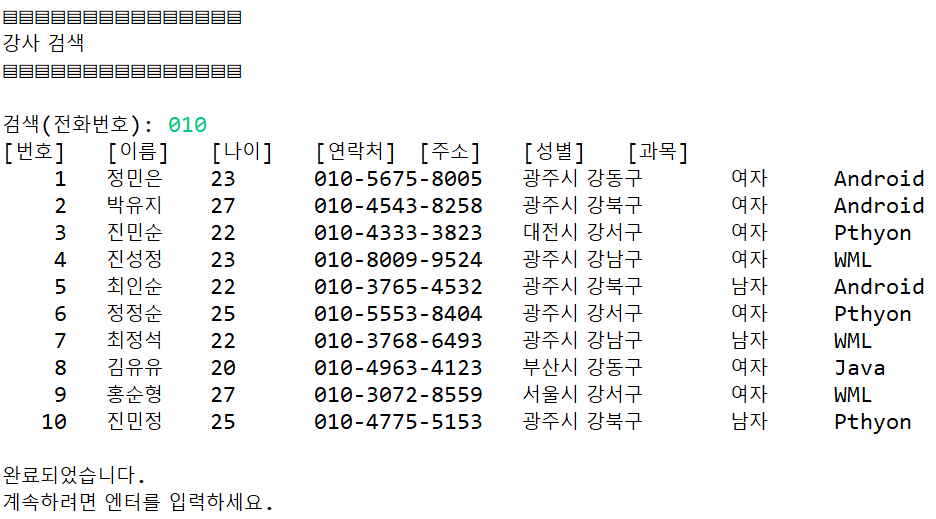 ▤▤▤▤▤▤▤▤▤▤▤▤▤▤▤
강사 검색
▤▤▤▤▤▤▤▤▤▤▤▤▤▤▤
검색(전화번호): 010
[번호] [이름] [나이] [연락처] [주소] [성별] [과목]
1 정민은 23 010-5675-8005 광주시 강동구 여자 Android
2 박유지 27 010-4543-8258 광주시 강북구 여자 Android
3 진민순 22 010-4333-3823 대전시 강서구 여자 Pthyon
4 진성정 23 010-8009-9524 광주시 강남구 여자 WML
5 최인순 22 010-3765-4532 광주시 강북구 남자 Android
6 정정순 25 010-5553-8404 광주시 강서구 여자 Pthyon
7 최정석 22 010-3768-6493 광주시 강남구 남자 WML
8 김유유 20 010-4963-4123 부산시 강동구 여자 Java
9 홍순형 27 010-3072-8559 서울시 강서구 여자 WML
10 진민정 25 010-4775-5153 광주시 강북구 남자 Pthyon
완료되었습니다.
계속하려면 엔터를 입력하세요.